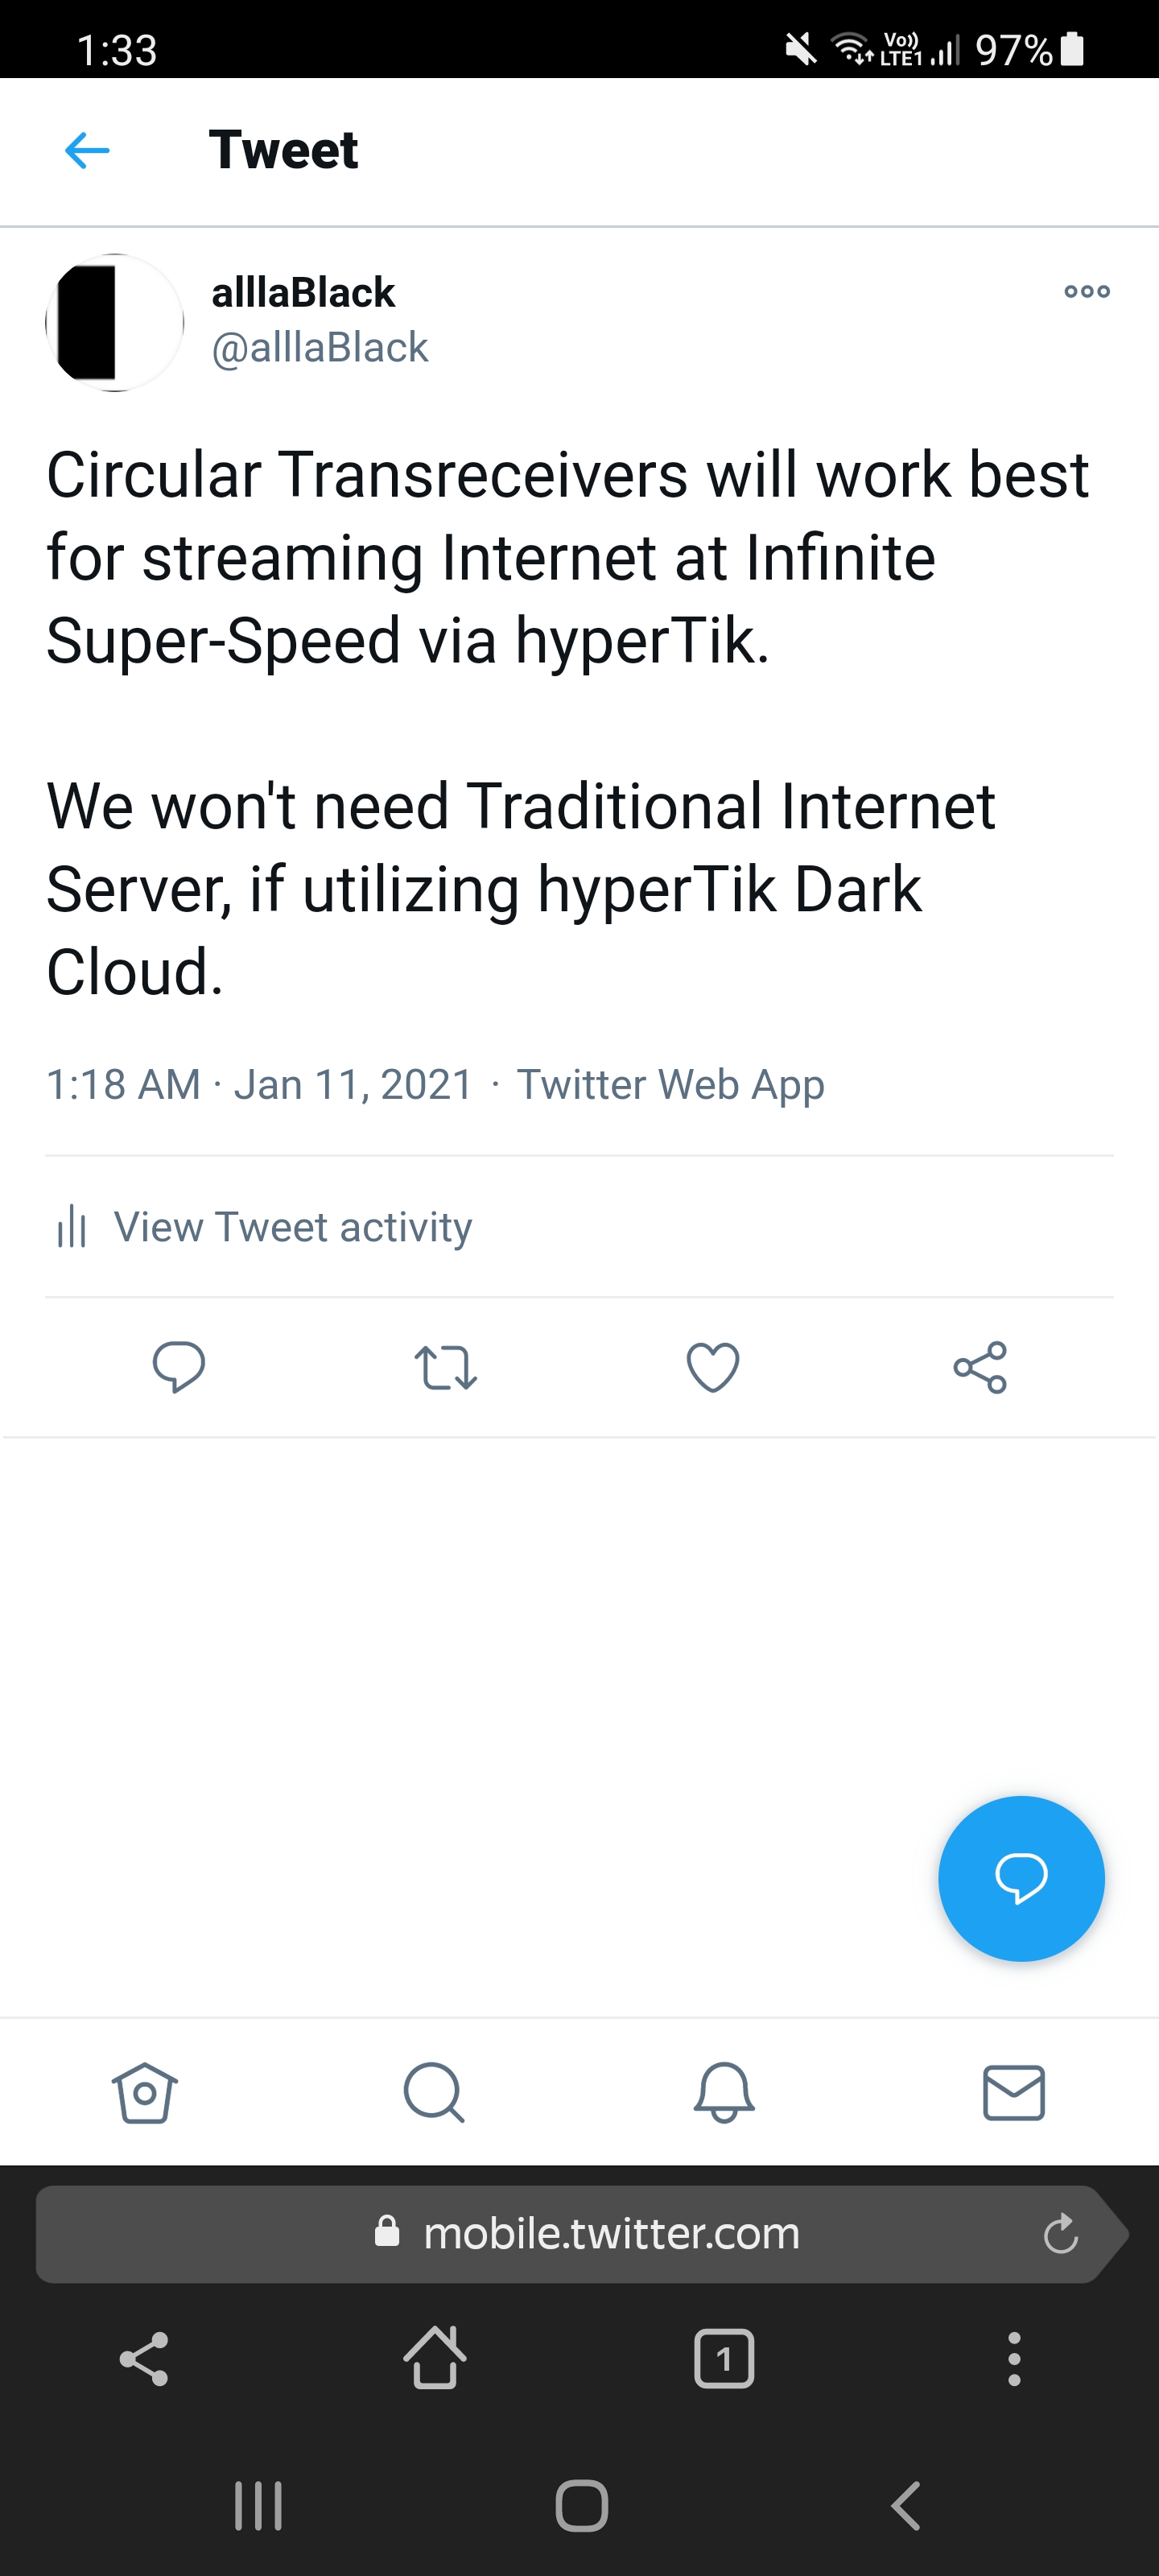 1:33
Vo))
LTE1
97%
Tweet
alllaBlack
@alllaBlack
Circular Transreceivers will work best
for streaming Internet at Infinite
Super-Speed via hyperTik.
We won't need Traditional Internet
Server, if utilizing hyperTik Dark
Cloud.
1:18 AM · Jan 11, 2021 · Twitter Web App
View Tweet activity
mobile.twitter.com
1